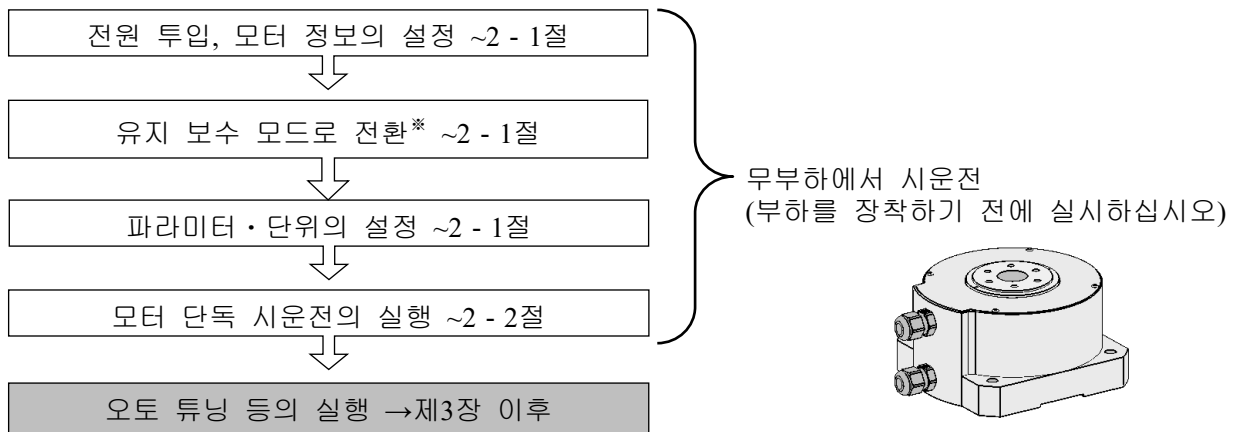 전원 투입, 모터 정보의 설정 ~2 - 1절
유지 보수 모드로 전환※ ~2 - 1절
파라미터・단위의 설정 ~2 - 1절
모터 단독 시운전의 실행 ~2 - 2절
오토 튜닝 등의 실행 →제3장 이후
무부하에서 시운전
(부하를 장착하기 전에 실시하십시오)